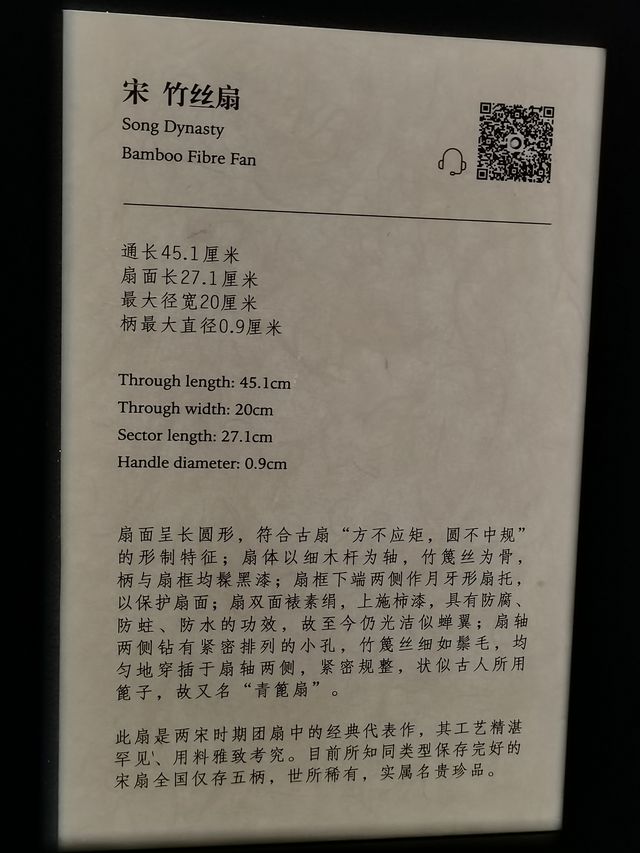 宋 竹丝扇
Song Dynasty
Bamboo Fibre Fan
通长45.1厘米
扇面长27.1厘米
最大径宽20厘米
柄最大直径0.9厘米
Through length: 45.1cm
Through width: 20cm
Sector length: 27.1cm
Handle diameter: 0.9cm
扇面呈长圆形，符合古扇“方不应矩，圆不中规”
的形制特征；扇体以细木杆为轴，竹篾丝为骨，
柄与扇框均髹黑漆；扇框下端两侧作月牙形扇托，
以保护扇面；扇双面裱素绢，上施柿漆，具有防腐、
防蛀、防水的功效，故至今仍光洁似蝉翼；扇轴
两侧钻有紧密排列的小孔，竹篾丝细如鬃毛，均
匀地穿插于扇轴两侧，紧密规整，状似古人所用
篦子，故又名“青篦扇”。
此扇是两宋时期团扇中的经典代表作，其工艺精湛
罕见、用料雅致考究。目前所知同类型保存完好的
宋扇全国仅存五柄，世所稀有，实属名贵珍品。